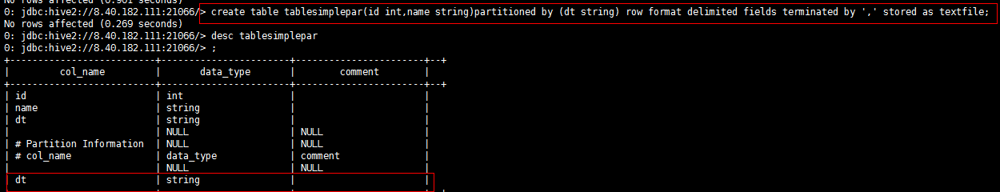 No rows affected (0.901 seconds)
0: jdbc:hive2://8.40.182.111:21066/> create table tablesimplepar(id int,name string)partitioned by (dt string) row format delimited fields terminated by ',' stored as textfile;
No rows affected (0.269 seconds)
0: jdbc:hive2://8.40.182.111:21066/> desc tablesimplepar
0: jdbc:hive2://8.40.182.111:21066/> ;
+--------------------------+-----------------------+-----------------------+--+
|         col_name         |       data_type       |        comment        |
+--------------------------+-----------------------+-----------------------+--+
| id                       | int                   |                       |
| name                     | string                |                       |
| dt                       | string                |                       |
|                          | NULL                  | NULL                  |
| # Partition Information  | NULL                  | NULL                  |
| # col_name               | data_type             | comment               |
|                          | NULL                  | NULL                  |
| dt                       | string                |                       |